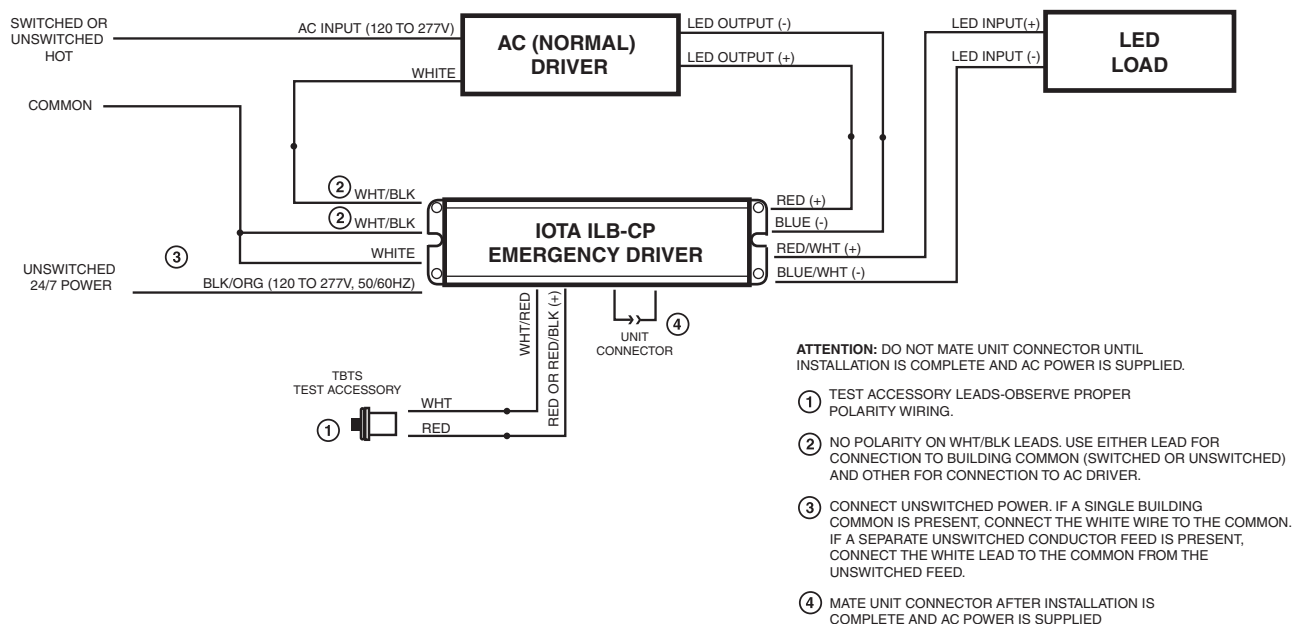 SWITCHED OR
UNSWITCHED
HOT
AC INPUT (120 TO 277V)
WHITE
AC (NORMAL)
DRIVER
LED OUTPUT (-)
LED OUTPUT (+)
LED INPUT(+)
LED INPUT (-)
LED
LOAD
COMMON
2 WHT/BLK
2 WHT/BLK
WHITE
3
UNSWITCHED
24/7 POWER
BLK/ORG (120 TO 277V, 50/60HZ)
IOTA ILB-CP
EMERGENCY DRIVER
RED (+)
BLUE (-)
RED/WHT (+)
BLUE/WHT (-)
WHT/RED
RED OR RED/BLK (+)
UNIT
CONNECTOR
4
TBTS
TEST ACCESSORY
1
WHT
RED
ATTENTION: DO NOT MATE UNIT CONNECTOR UNTIL
INSTALLATION IS COMPLETE AND AC POWER IS SUPPLIED.
1 TEST ACCESSORY LEADS-OBSERVE PROPER
POLARITY WIRING.
2 NO POLARITY ON WHT/BLK LEADS. USE EITHER LEAD FOR
CONNECTION TO BUILDING COMMON (SWITCHED OR UNSWITCHED)
AND OTHER FOR CONNECTION TO AC DRIVER.
3 CONNECT UNSWITCHED POWER. IF A SINGLE BUILDING
COMMON IS PRESENT, CONNECT THE WHITE WIRE TO THE COMMON.
IF A SEPARATE UNSWITCHED CONDUCTOR FEED IS PRESENT,
CONNECT THE WHITE LEAD TO THE COMMON FROM THE
UNSWITCHED FEED.
4 MATE UNIT CONNECTOR AFTER INSTALLATION IS
COMPLETE AND AC POWER IS SUPPLIED